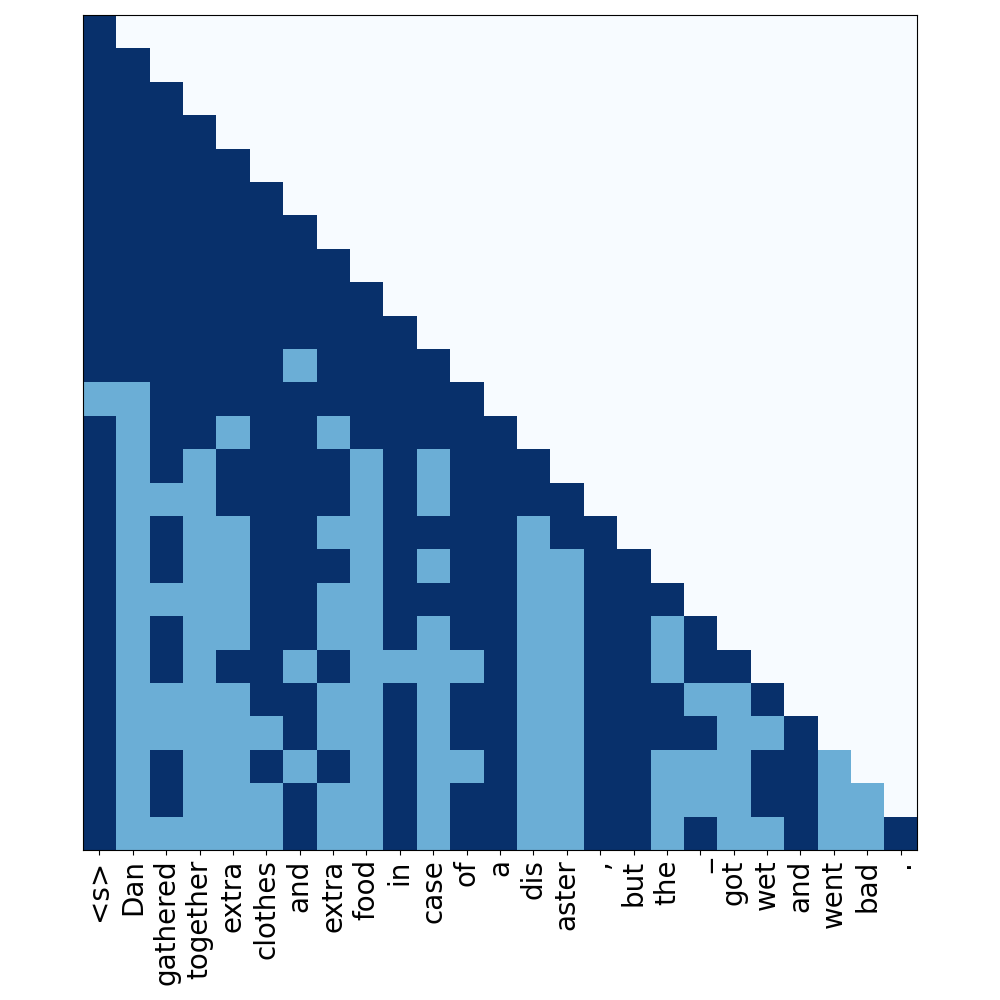 <s> Dan gathered together extra clothes and extra food in case of a dis aster , but the _ got wet and went bad .